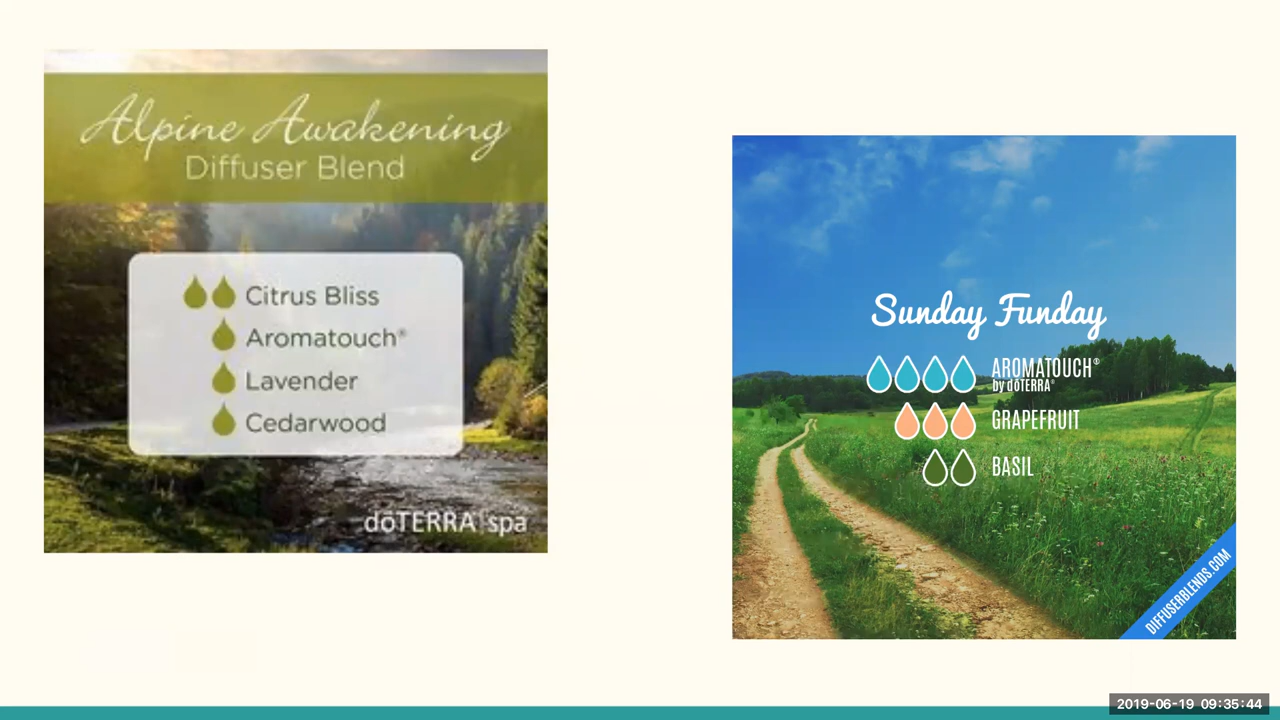 Alpine Awakening
Diffuser Blend
Citrus Bliss
Aromatouch®
Lavender
Cedarwood
dōTERRA spa
Sunday Funday
AROMATOUCH®
by dōTERRA®
GRAPEFRUIT
BASIL
DIFFUSERBLENDS.COM
2019-06-19 09:35:44